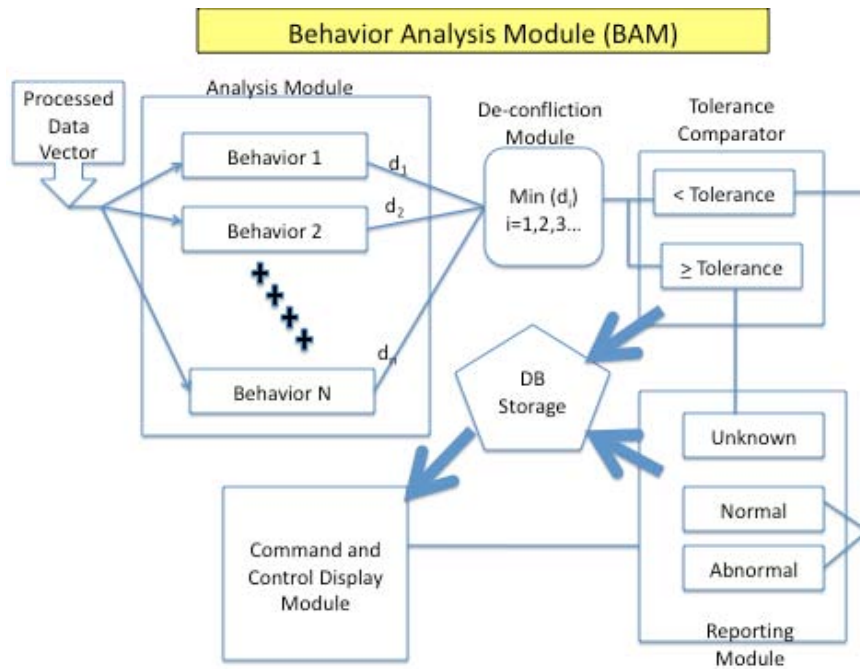 Behavior Analysis Module (BAM)
Processed
Data
Vector
Analysis Module
Behavior 1
Behavior 2
Behavior N
d1
d2
dn
De-confliction
Module
Min (di)
i=1,2,3...
Tolerance
Comparator
< Tolerance
≥ Tolerance
DB
Storage
Unknown
Normal
Abnormal
Reporting
Module
Command and
Control Display
Module